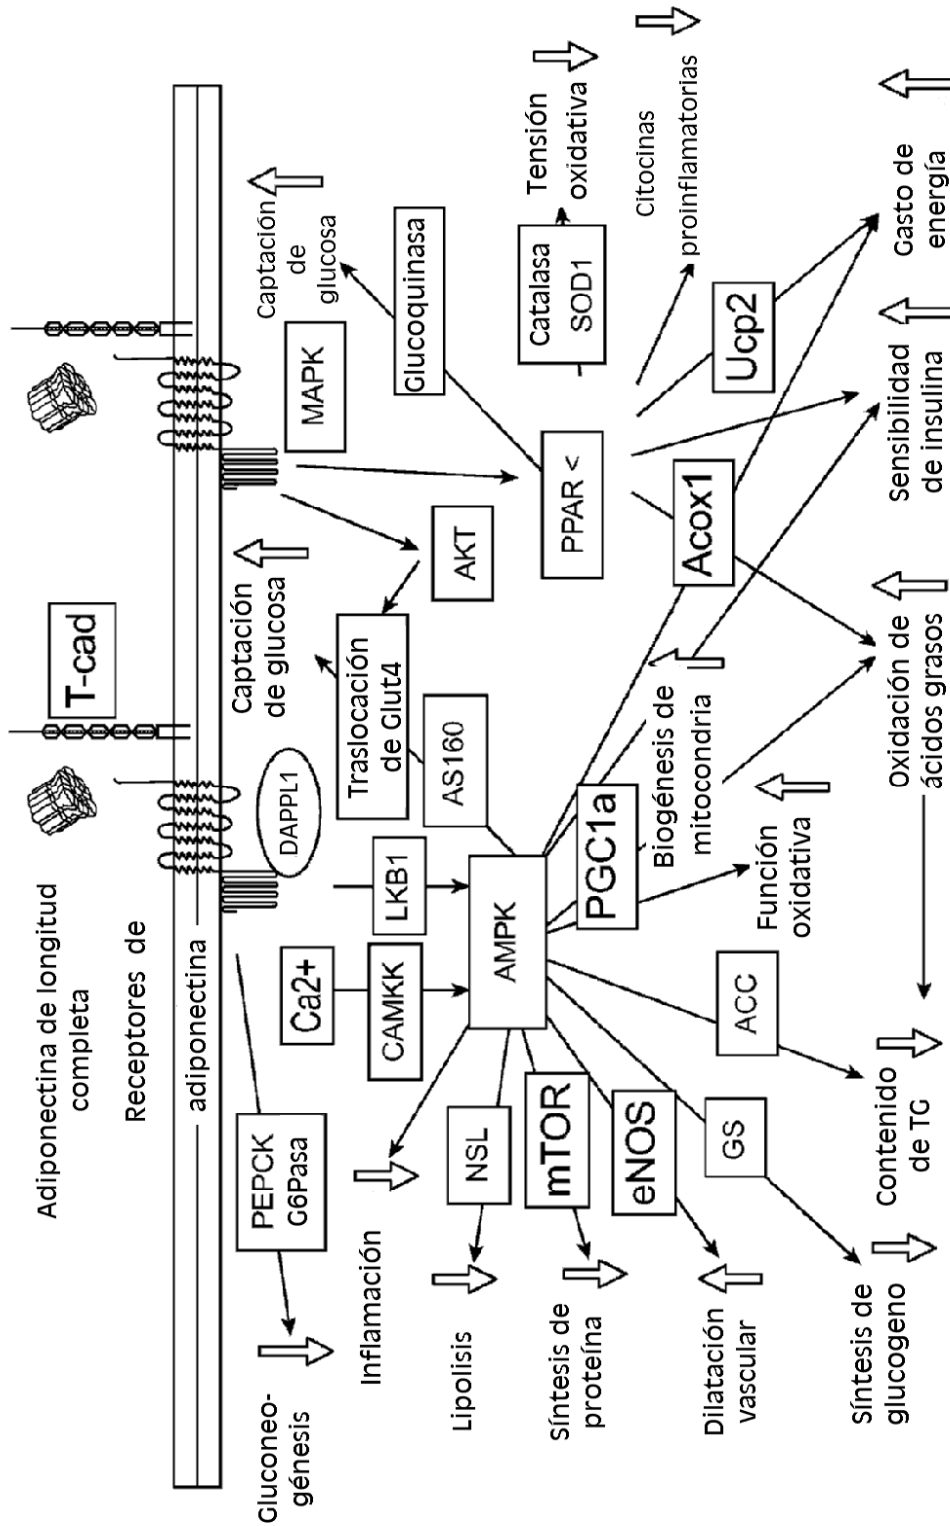 Adiponectina de longitud
completa
Receptores de
adiponectina
T-cad
DAPPL1
Captación
de glucosa
MAPK
Captación
de
glucosa
PEPCK
G6Pasa
Gluconeo-
génesis
Ca2+
CAMKK
LKB1
Traslocación
de Glut4
AS160
AKT
Glucoquinasa
AMPK
PPAR <
Catalasa
SOD1
Tensión
oxidativa
Citocinas
proinflamatorias
Inflamación
NSL
Lipolisis
mTOR
Síntesis de
proteína
eNOS
Dilatación
vascular
GS
Síntesis de
glucogeno
ACC
Contenido
de TG
PGC1a
Biogénesis de
mitocondria
Función
oxidativa
Acox1
Ucp2
Oxidación de
ácidos grasos
Sensibilidad
de insulina
Gasto de
energía